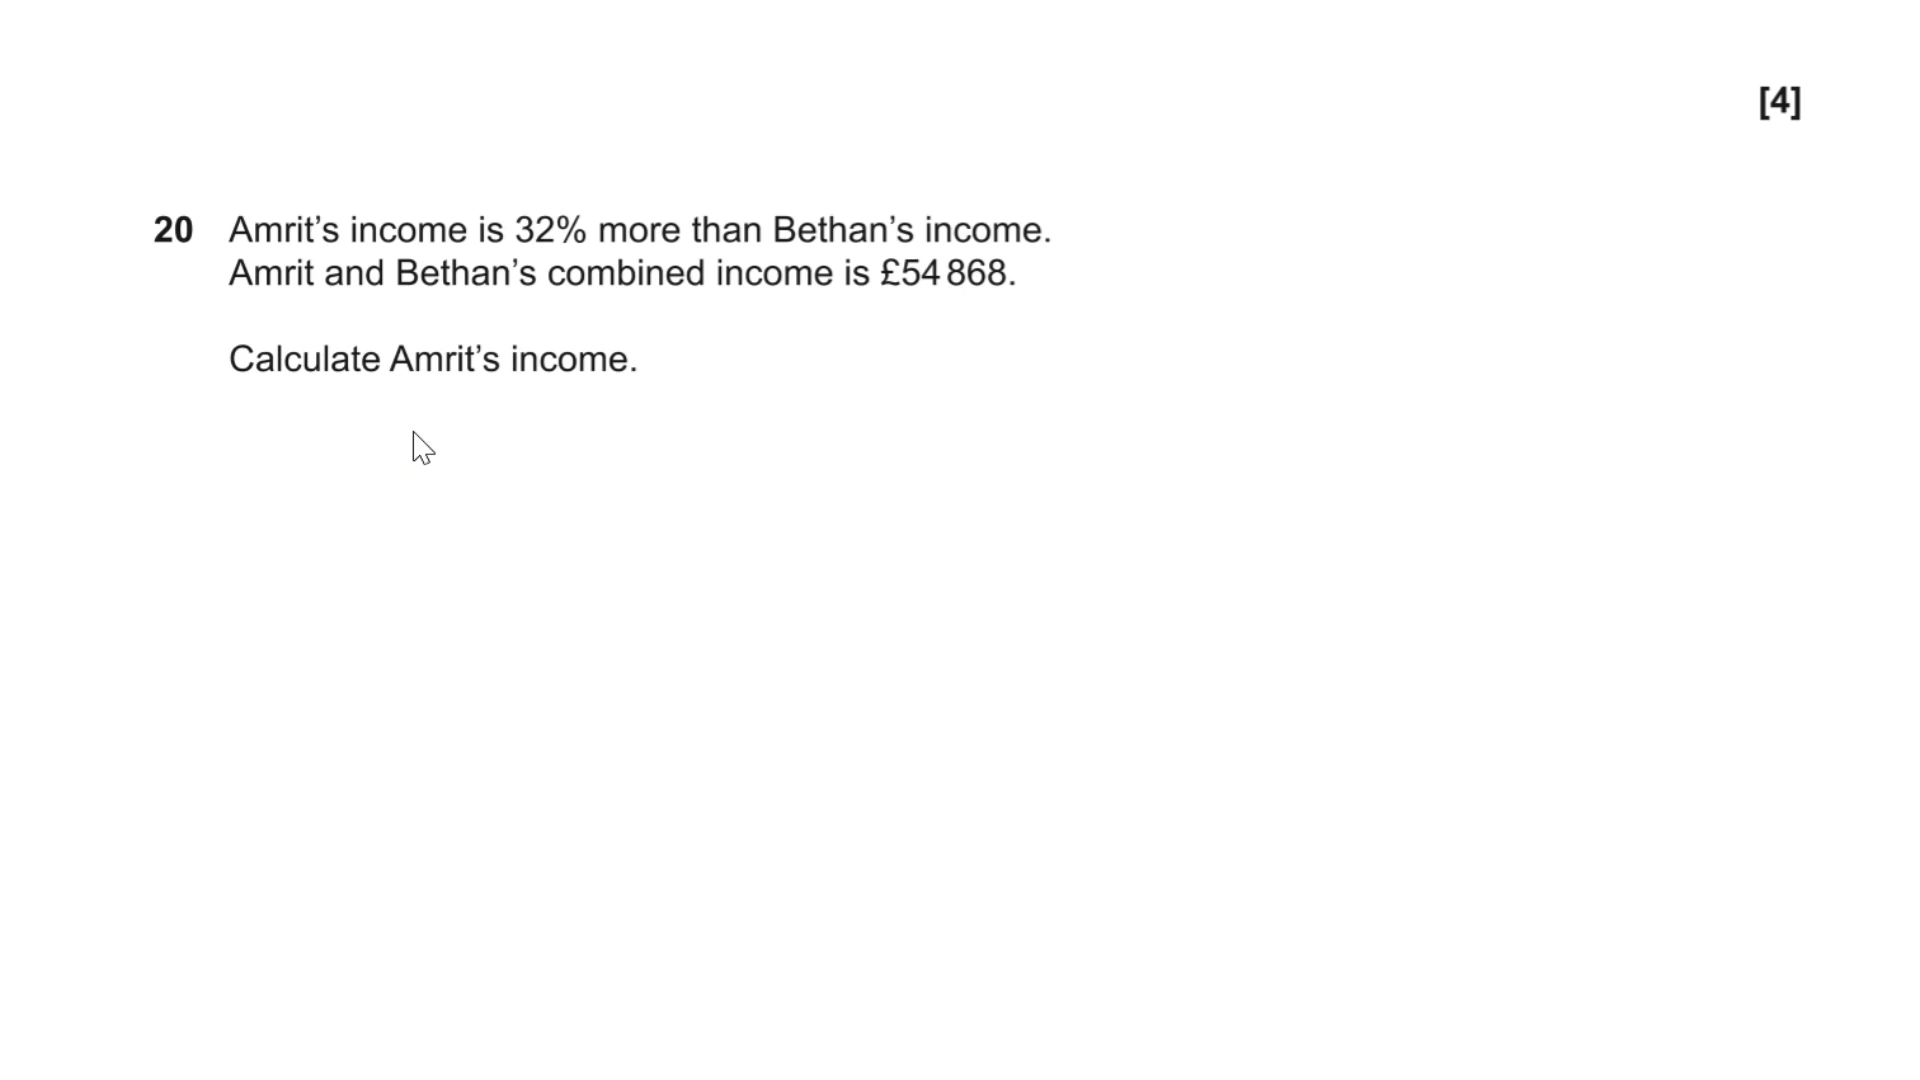 [4]
20 Amrit’s income is 32% more than Bethan’s income.
Amrit and Bethan’s combined income is £54 868.
Calculate Amrit’s income.